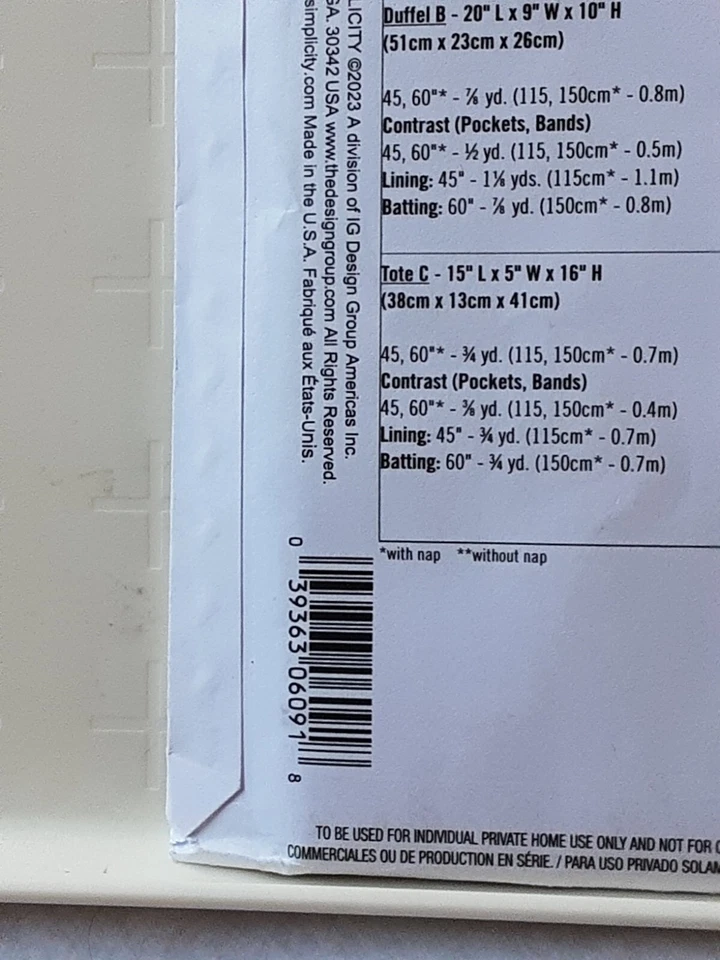 Duffel B - 20" L x 9" W x 10" H
(51cm x 23cm x 26cm)
45, 60"* - ⅞ yd. (115, 150cm* - 0.8m)
Contrast (Pockets, Bands)
45, 60"* - ½ yd. (115, 150cm* - 0.5m)
Lining: 45" - 1⅛ yds. (115cm* - 1.1m)
Batting: 60" - ⅞ yd. (150cm* - 0.8m)
Tote C - 15" L x 5" W x 16" H
(38cm x 13cm x 41cm)
45, 60"* - ¾ yd. (115, 150cm* - 0.7m)
Contrast (Pockets, Bands)
45, 60"* - ⅜ yd. (115, 150cm* - 0.4m)
Lining: 45" - ¾ yd. (115cm* - 0.7m)
Batting: 60" - ¾ yd. (150cm* - 0.7m)
*with nap **without nap
LICITY ©2023 A division of IG Design Group Americas Inc.
GA. 30342 USA www.thedesigngroup.com All Rights Reserved.
simplicity.com Made in the U.S.A. Fabriqué aux États-Unis.
0 39363 06091 8
TO BE USED FOR INDIVIDUAL PRIVATE HOME USE ONLY AND NOT FOR
COMMERCIALES OU DE PRODUCTION EN SÉRIE. / PARA USO PRIVADO